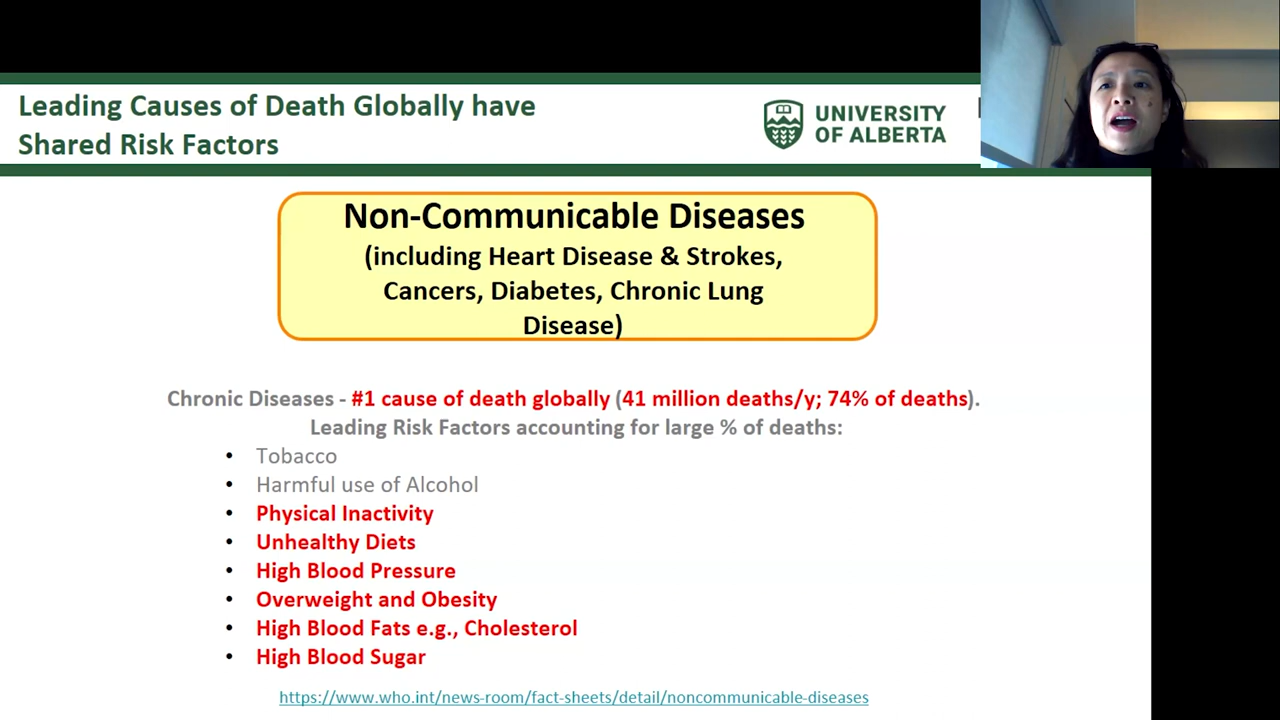 Leading Causes of Death Globally have
Shared Risk Factors
UNIVERSITY
OF ALBERTA
Non-Communicable Diseases
(including Heart Disease & Strokes,
Cancers, Diabetes, Chronic Lung
Disease)
Chronic Diseases - #1 cause of death globally (41 million deaths/y; 74% of deaths).
Leading Risk Factors accounting for large % of deaths:
• Tobacco
• Harmful use of Alcohol
• Physical Inactivity
• Unhealthy Diets
• High Blood Pressure
• Overweight and Obesity
• High Blood Fats e.g., Cholesterol
• High Blood Sugar
https://www.who.int/news-room/fact-sheets/detail/noncommunicable-diseases